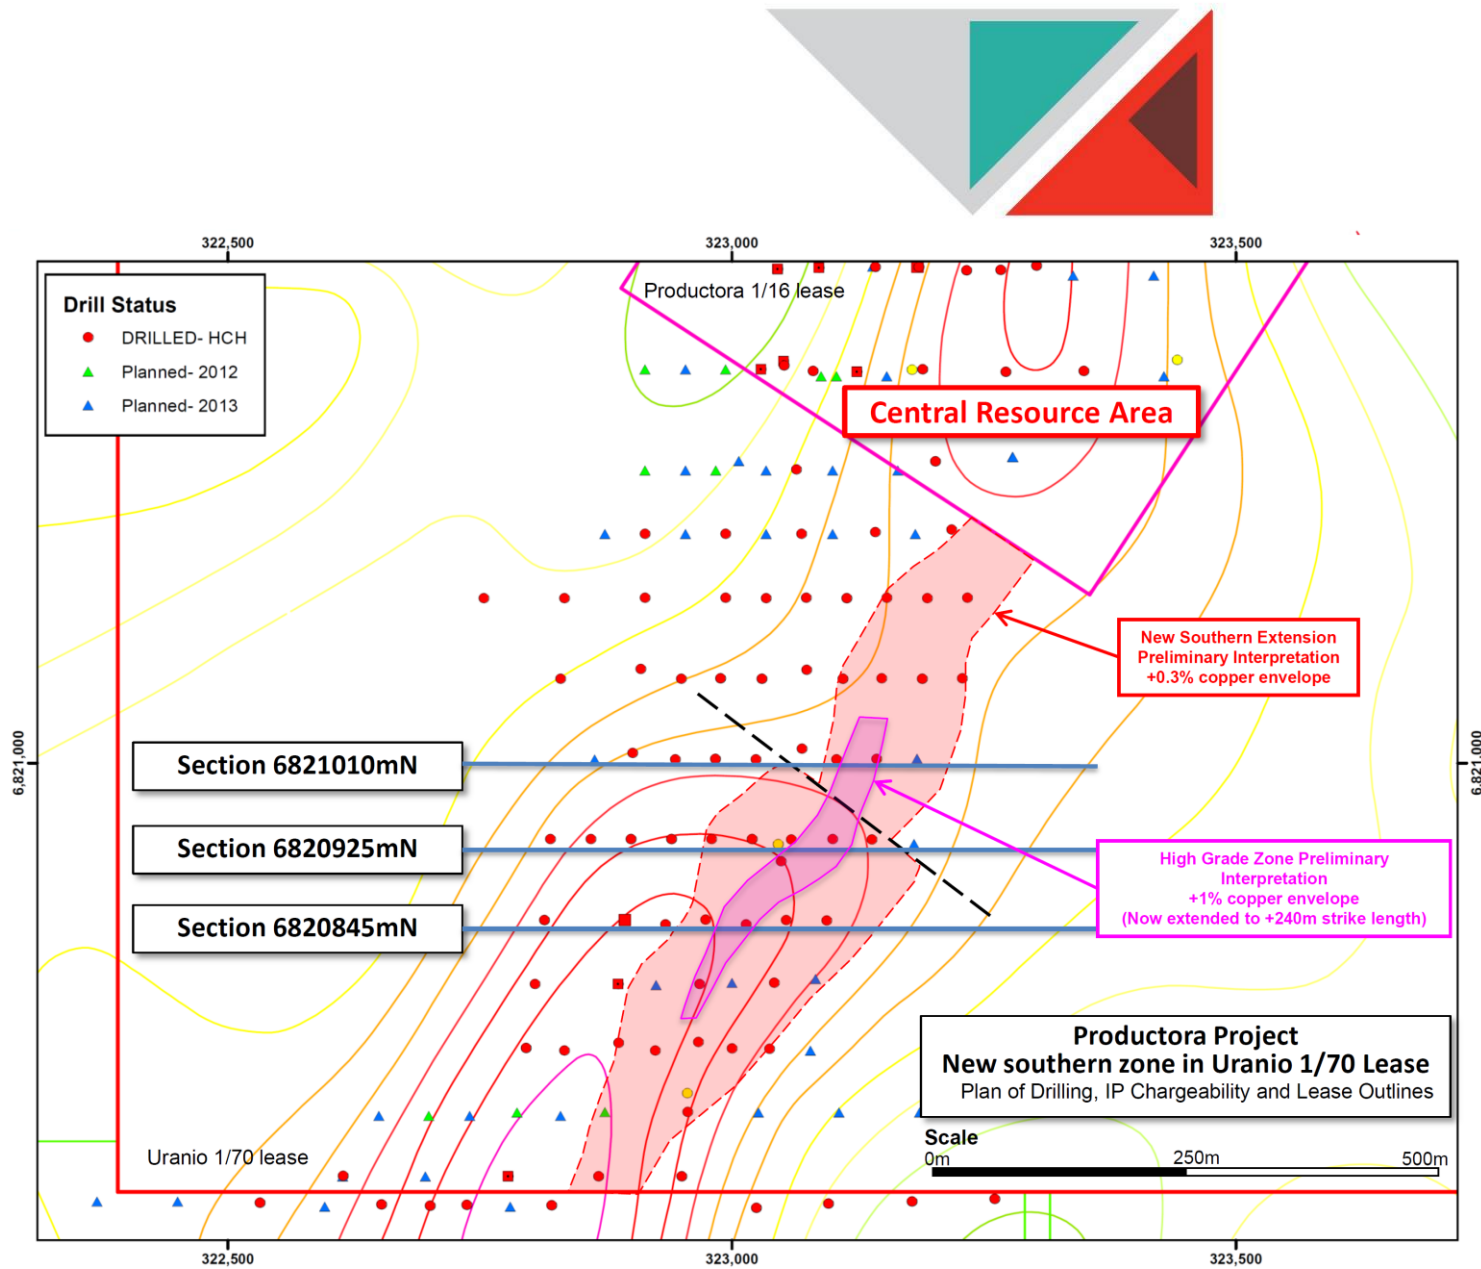 322,500
323,000
323,500
Drill Status
DRILLED- HCH
Planned- 2012
Planned- 2013
Productora 1/16 lease
Central Resource Area
New Southern Extension
Preliminary Interpretation
+0.3% copper envelope
6,821,000
6,821,000
Section 6821010mN
Section 6820925mN
Section 6820845mN
High Grade Zone Preliminary
Interpretation
+1% copper envelope
(Now extended to +240m strike length)
Productora Project
New southern zone in Uranio 1/70 Lease
Plan of Drilling, IP Chargeability and Lease Outlines
Scale
0m
250m
500m
Uranio 1/70 lease
322,500
323,000
323,500